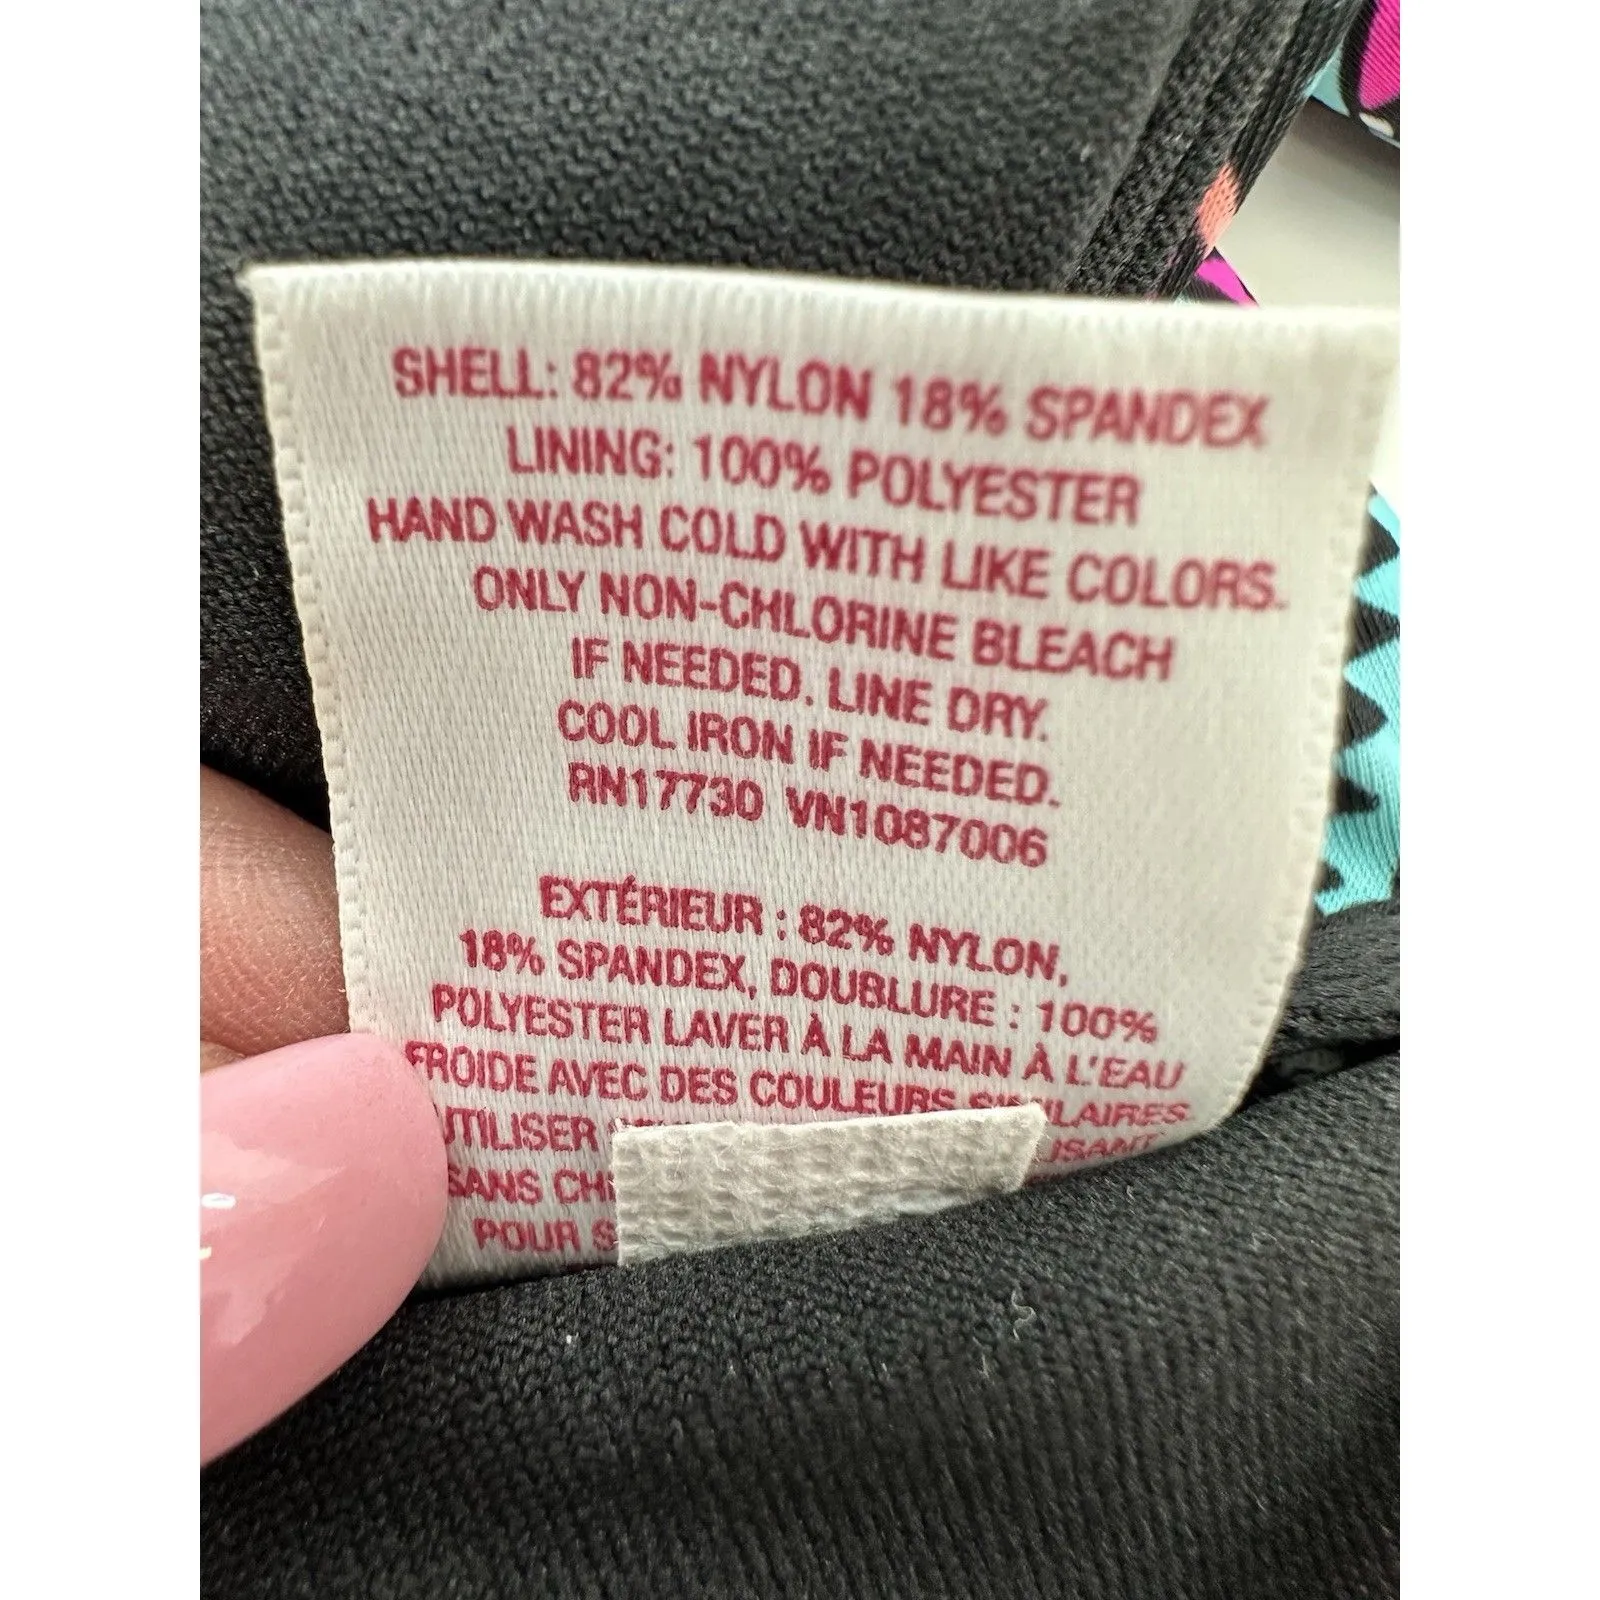 SHELL: 82% NYLON 18% SPANDEX
LINING: 100% POLYESTER
HAND WASH COLD WITH LIKE COLORS.
ONLY NON-CHLORINE BLEACH
IF NEEDED. LINE DRY.
COOL IRON IF NEEDED.
RN17730 VN1087006
EXTÉRIEUR : 82% NYLON,
18% SPANDEX, DOUBLURE : 100%
POLYESTER LAVER À LA MAIN À L'EAU
FROIDE AVEC DES COULEURS
UTILISER
SANS
POUR